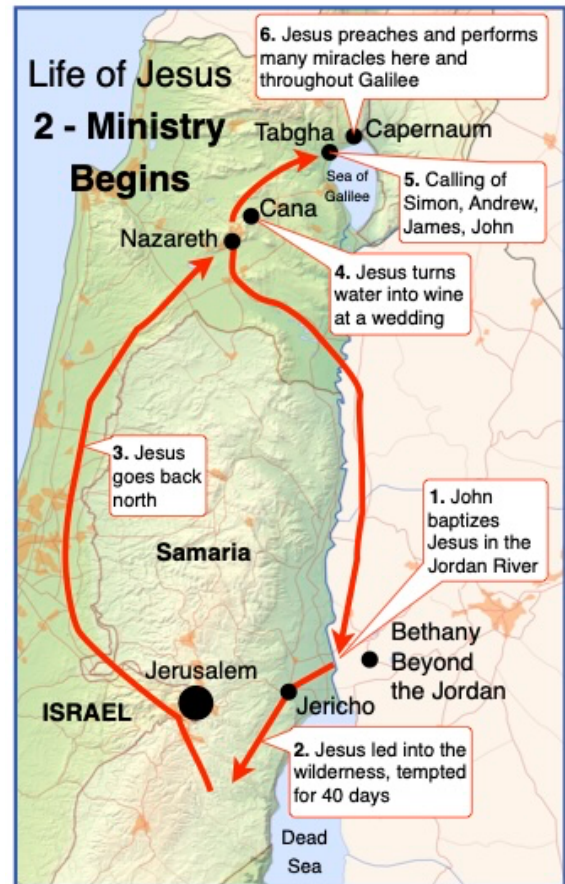 Life of Jesus
2 - Ministry
Begins
6. Jesus preaches and performs
many miracles here and
throughout Galilee
Tabgha
Capernaum
Sea of
Galilee
5. Calling of
Simon, Andrew,
James, John
Cana
Nazareth
4. Jesus turns
water into wine
at a wedding
3. Jesus
goes back
north
Samaria
1. John
baptizes
Jesus in the
Jordan River
Bethany
Beyond
the Jordan
Jerusalem
ISRAEL
Jericho
2. Jesus led into the
wilderness, tempted
for 40 days
Dead
Sea